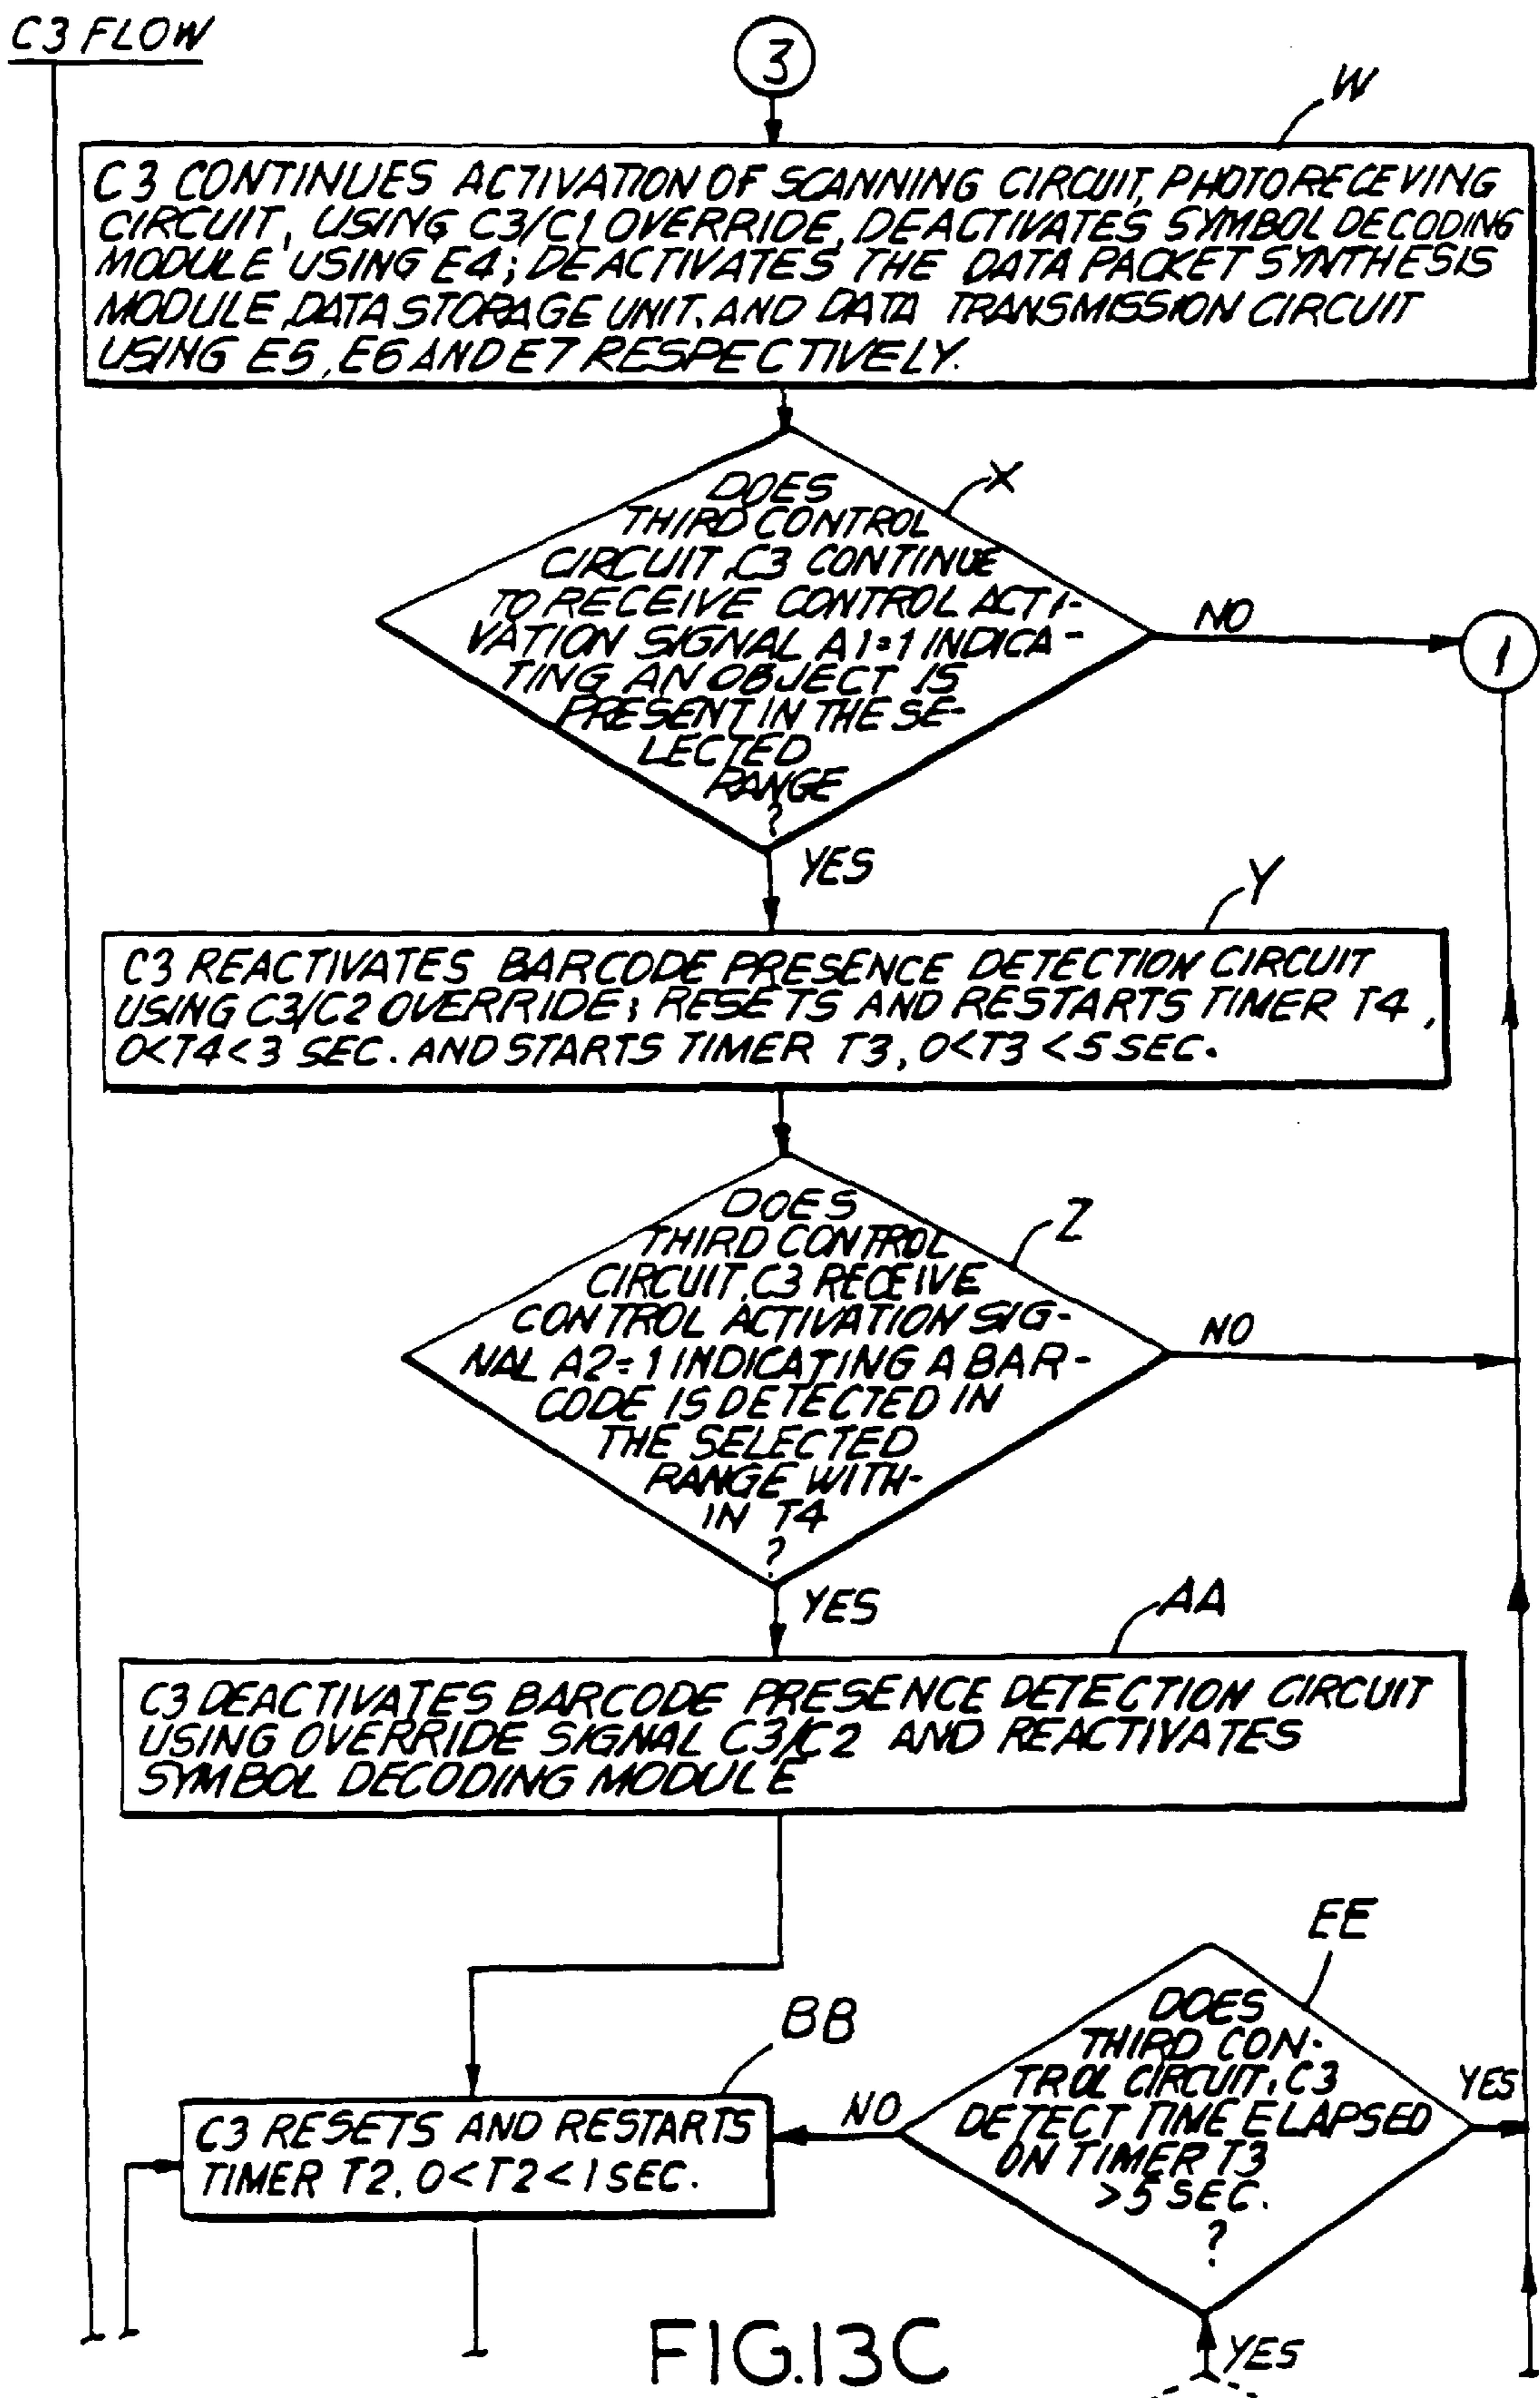 C3 FLOW
3
W
C3 CONTINUES ACTIVATION OF SCANNING CIRCUIT, PHOTORECEVING
CIRCUIT, USING C3/C1 OVERRIDE, DEACTIVATES SYMBOL DECODING
MODULE USING E4; DEACTIVATES THE DATA PACKET SYNTHESIS
MODULE, DATA STORAGE UNIT, AND DATA TRANSMISSION CIRCUIT
USING E5, E6 AND E7 RESPECTIVELY.
X
DOES
THIRD CONTROL
CIRCUIT, C3 CONTINUE
TO RECEIVE CONTROL ACTI-
VATION SIGNAL A1=1 INDICA-
TING AN OBJECT IS
PRESENT IN THE SE-
LECTED
RANGE
?
NO
1
YES
Y
C3 REACTIVATES BARCODE PRESENCE DETECTION CIRCUIT
USING C3/C2 OVERRIDE; RESETS AND RESTARTS TIMER T4,
0<T4<3 SEC. AND STARTS TIMER T3, 0<T3<5 SEC.
Z
DOES
THIRD CONTROL
CIRCUIT, C3 RECEIVE
CONTROL ACTIVATION SIG-
NAL A2=1 INDICATING A BAR-
CODE IS DETECTED IN
THE SELECTED
RANGE WITH-
IN T4
?
NO
YES
AA
C3 DEACTIVATES BARCODE PRESENCE DETECTION CIRCUIT
USING OVERRIDE SIGNAL C3/C2 AND REACTIVATES
SYMBOL DECODING MODULE
EE
DOES
THIRD CON-
TROL CIRCUIT, C3
DETECT TIME ELAPSED
ON TIMER T3
>5 SEC.
?
YES
NO
BB
C3 RESETS AND RESTARTS
TIMER T2, 0<T2<1 SEC.
YES
FIG.13C